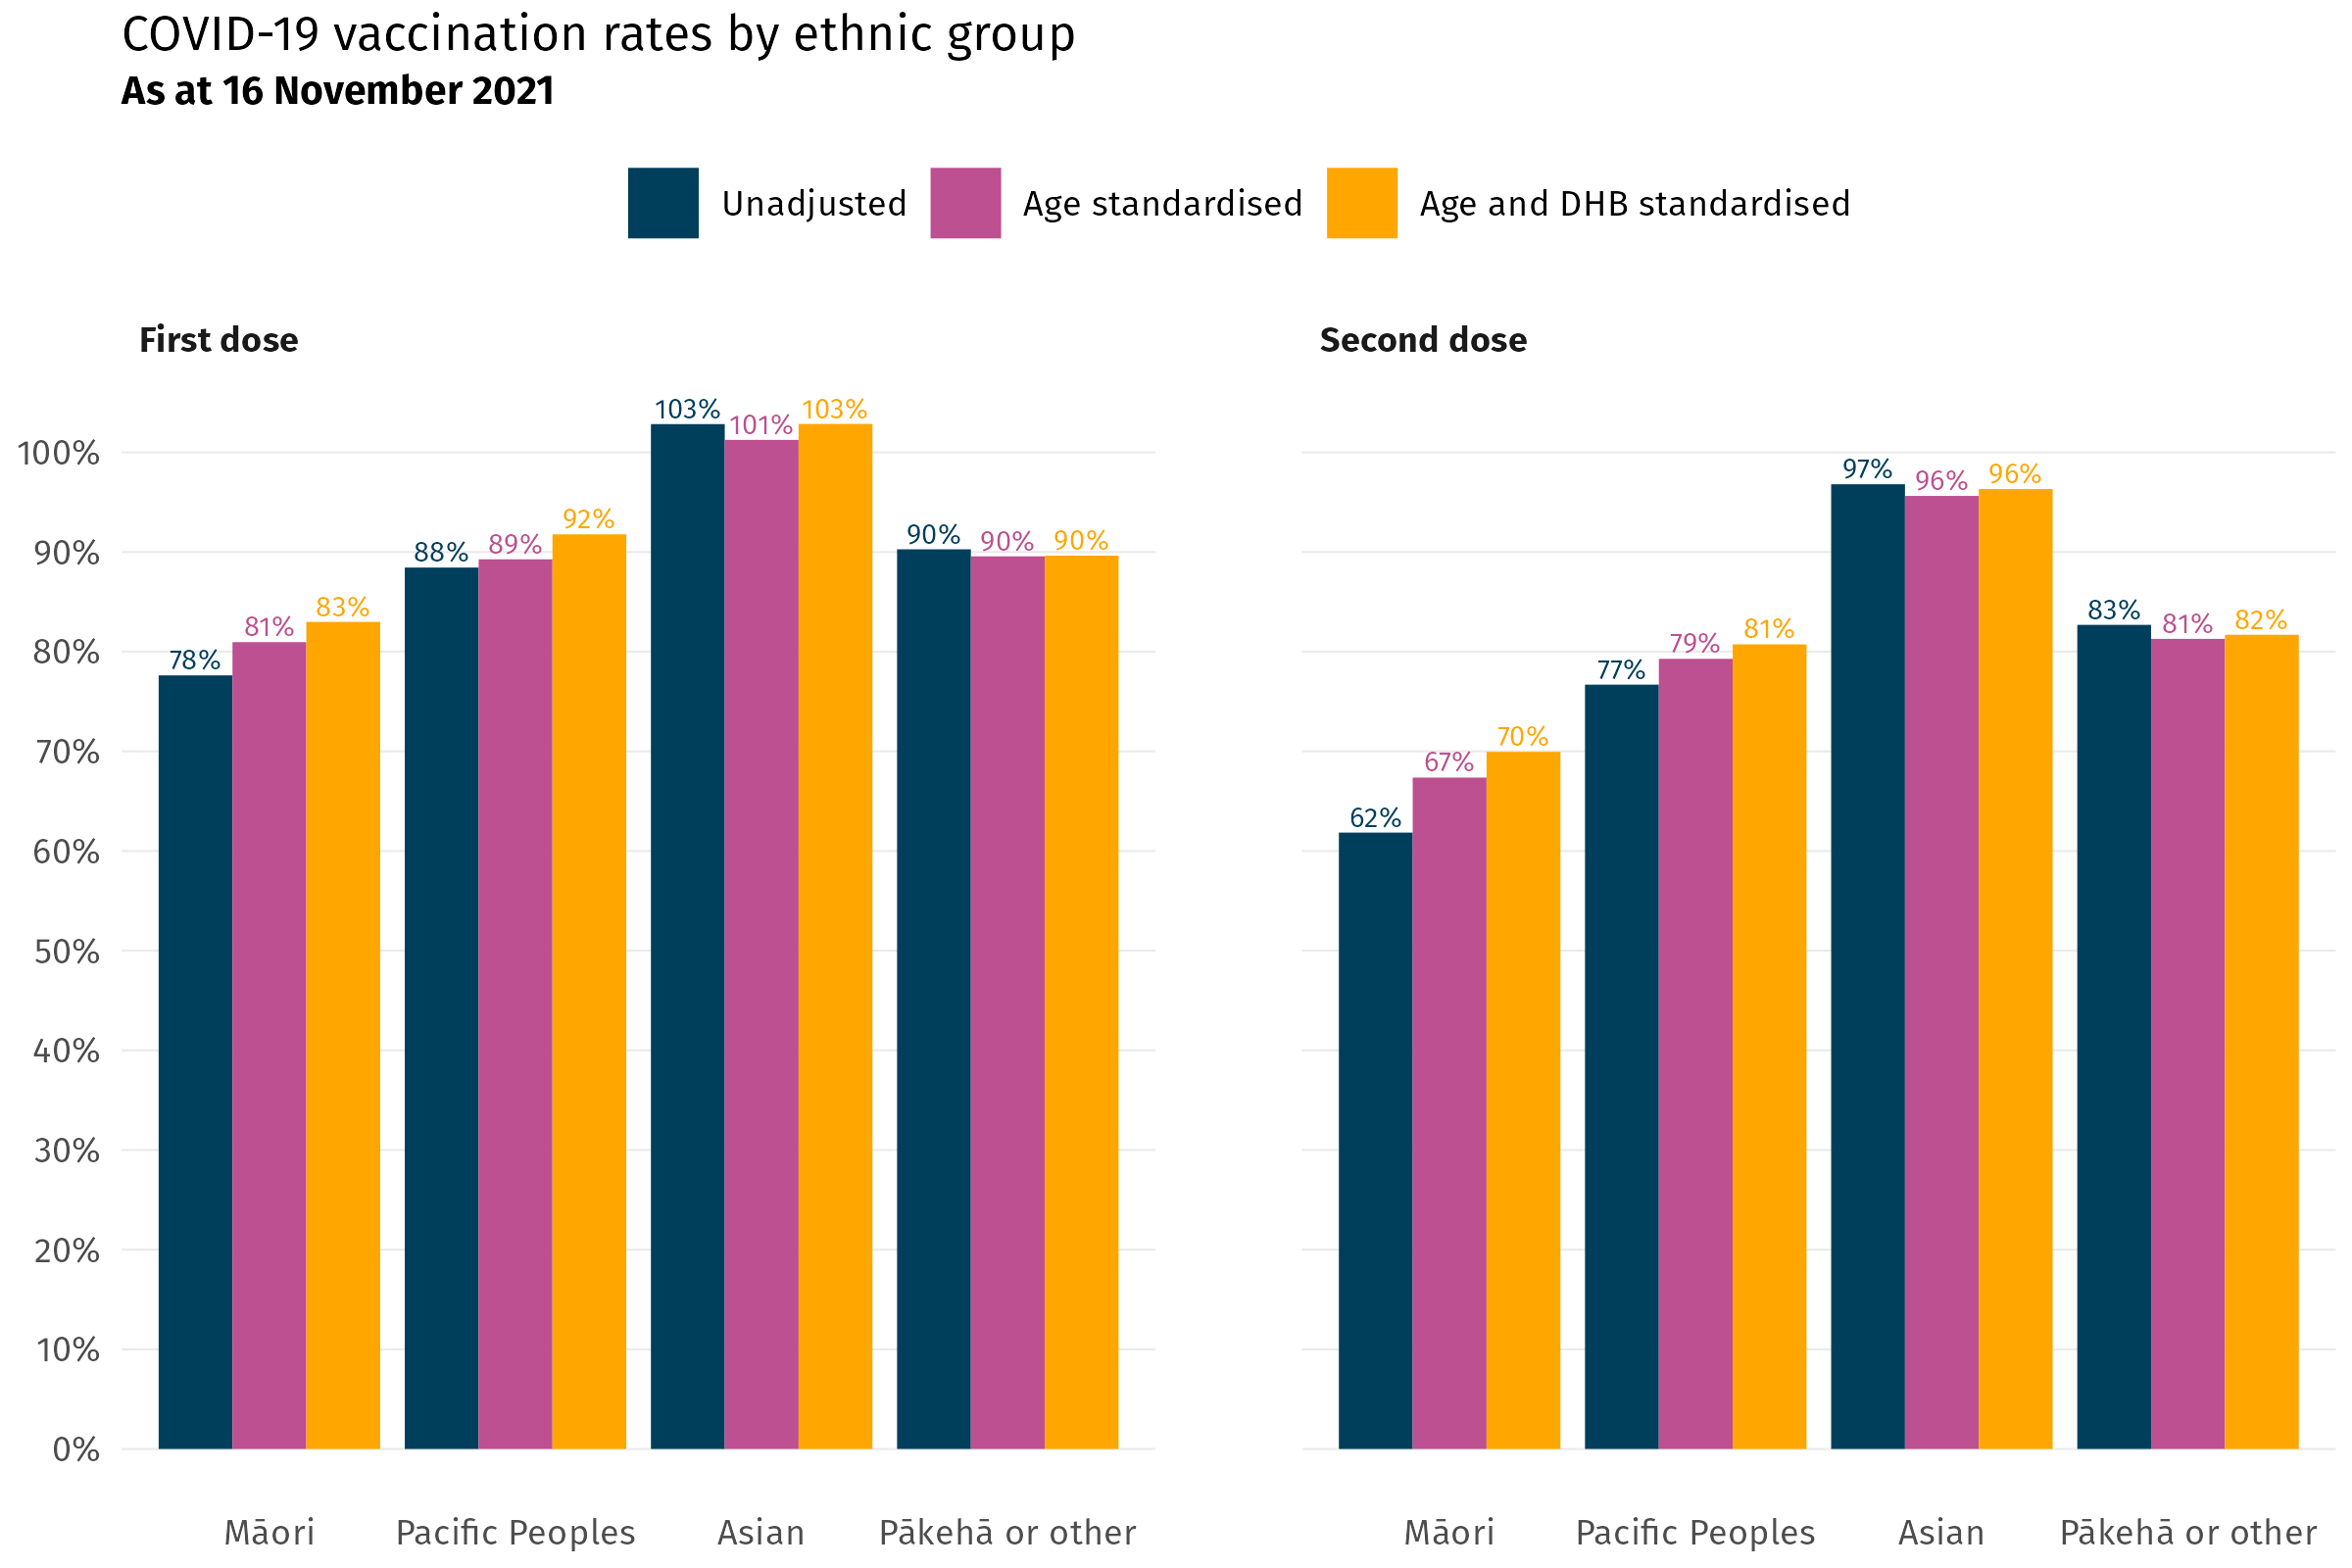 COVID-19 vaccination rates by ethnic group
As at 16 November 2021
Unadjusted Age standardised Age and DHB standardised
First dose
103% 101% 103%
100%
92%
90% 88% 89% 90% 90% 90%
83%
81%
80% 78%
70%
60%
50%
40%
30%
20%
10%
0%
Māori Pacific Peoples Asian Pākehā or other
Second dose
97% 96% 96%
83% 81% 82%
77% 79% 81%
62% 67% 70%
Māori Pacific Peoples Asian Pākehā or other